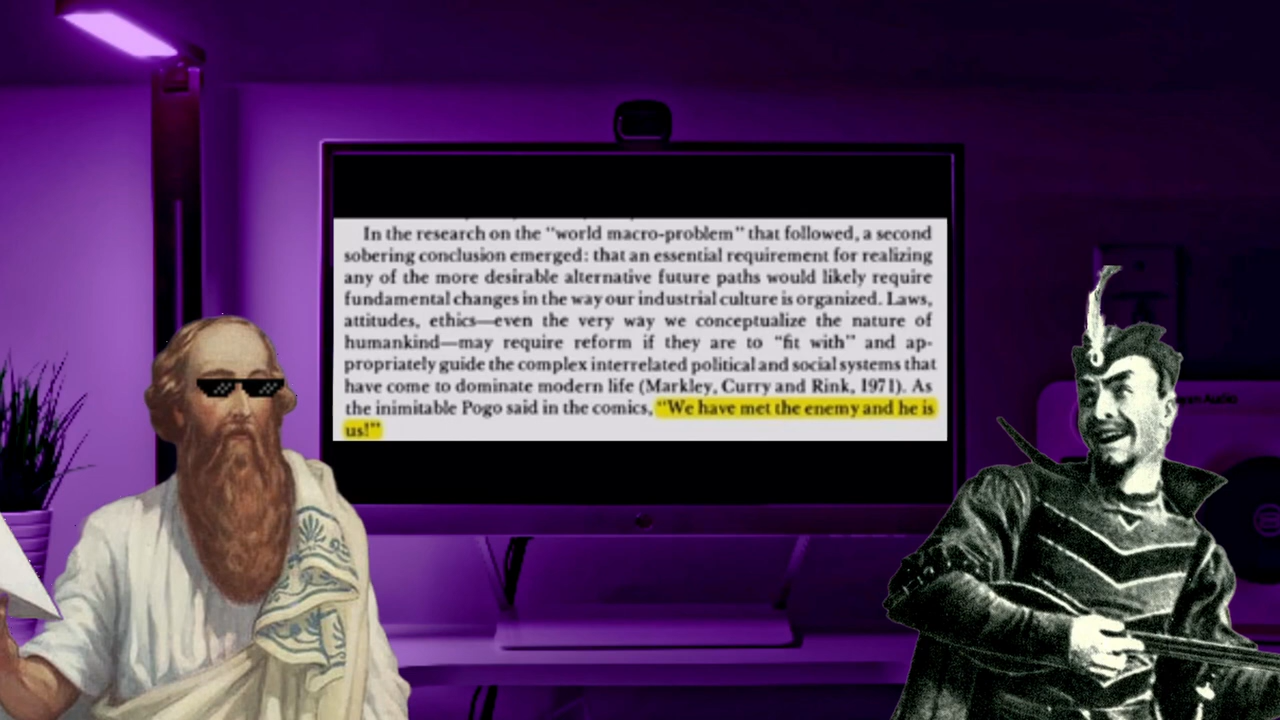 In the research on the "world macro-problem" that followed, a second
sobering conclusion emerged: that an essential requirement for realizing
any of the more desirable alternative future paths would likely require
fundamental changes in the way our industrial culture is organized. Laws,
attitudes, ethics—even the very way we conceptualize the nature of
humankind—may require reform if they are to "fit with" and ap-
propriately guide the complex interrelated political and social systems that
have come to dominate modern life (Markley, Curry and Rink, 1971). As
the inimitable Pogo said in the comics, "We have met the enemy and he is
us!"
Audio